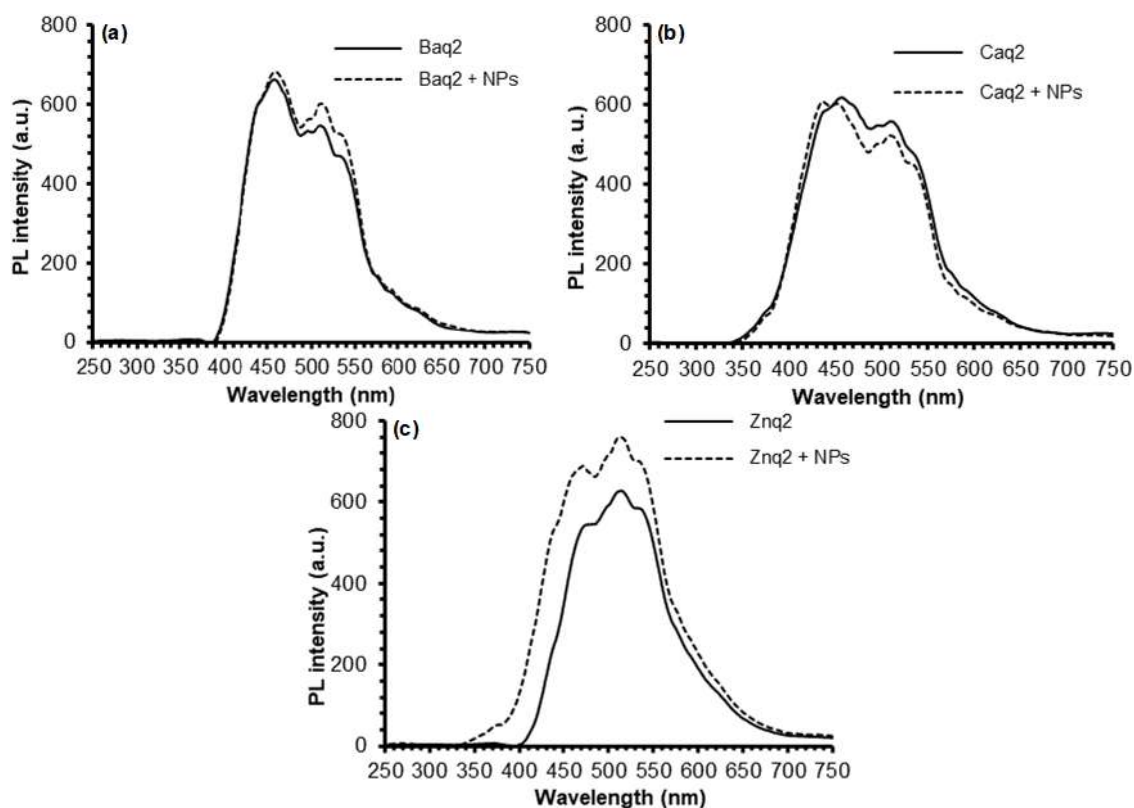 (a)
Baq2
Baq2 + NPs
PL intensity (a.u.)
800
600
400
200
0
250 300 350 400 450 500 550 600 650 700 750
Wavelength (nm)
(b)
Caq2
Caq2 + NPs
PL intensity (a. u.)
800
600
400
200
0
250 300 350 400 450 500 550 600 650 700 750
Wavelength (nm)
(c)
Znq2
Znq2 + NPs
PL intensity (a.u.)
800
600
400
200
0
250 300 350 400 450 500 550 600 650 700 750
Wavelength (nm)